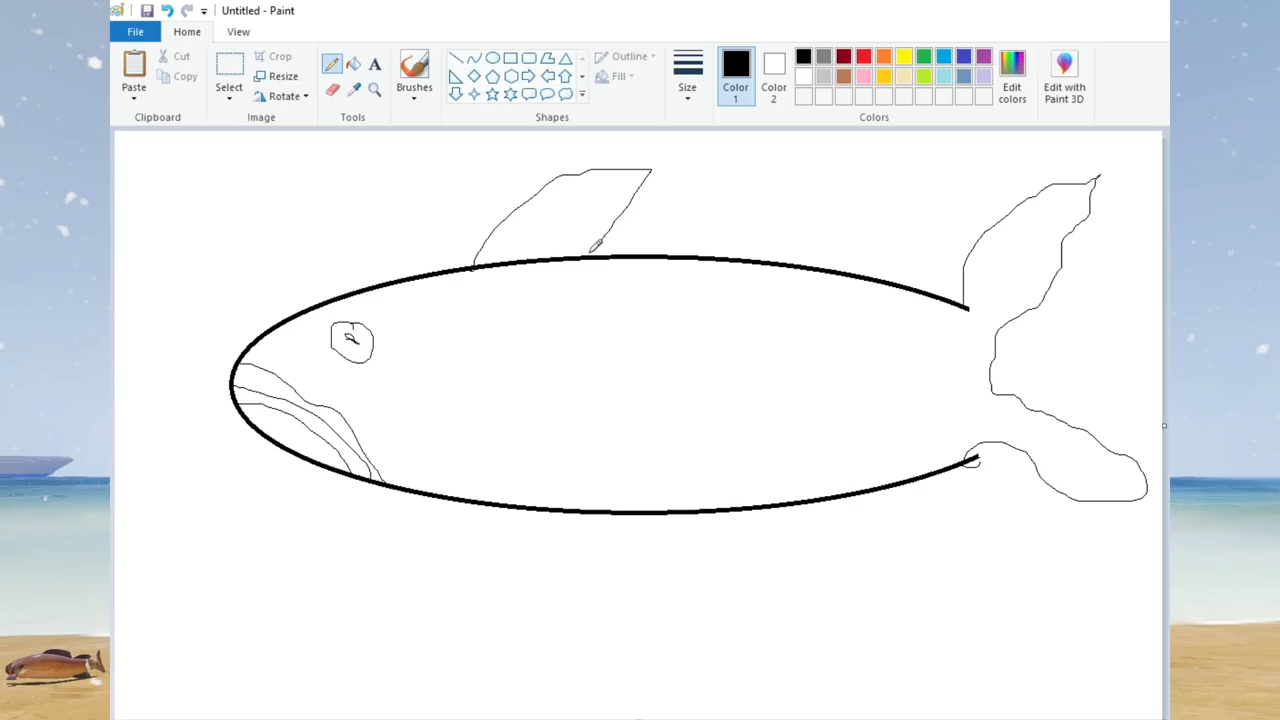 Untitled - Paint
File Home View
Paste Cut Copy
Clipboard
Select Crop Resize Rotate
Image
A
Tools
Brushes
Shapes
Outline Fill
Size
Color 1
Color 2
Edit colors
Colors
Edit with Paint 3D